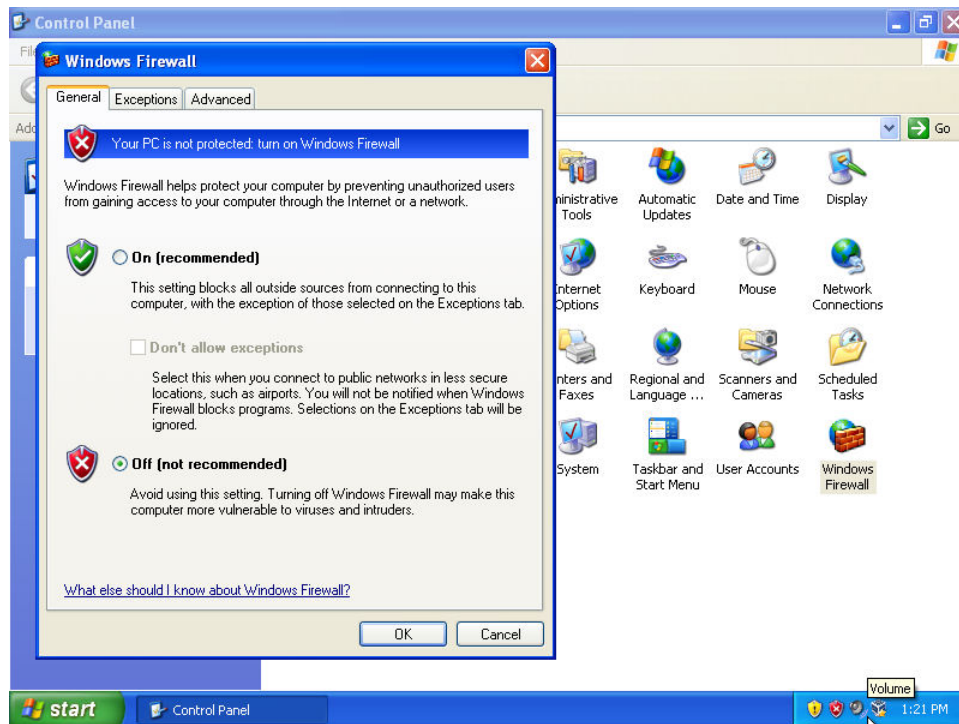 Control Panel
Windows Firewall
General Exceptions Advanced
Go
Your PC is not protected: turn on Windows Firewall
Windows Firewall helps protect your computer by preventing unauthorized users
from gaining access to your computer through the Internet or a network.
On (recommended)
This setting blocks all outside sources from connecting to this
computer, with the exception of those selected on the Exceptions tab.
Don't allow exceptions
Select this when you connect to public networks in less secure
locations, such as airports. You will not be notified when Windows
Firewall blocks programs. Selections on the Exceptions tab will be
ignored.
Off (not recommended)
Avoid using this setting. Turning off Windows Firewall may make this
computer more vulnerable to viruses and intruders.
What else should I know about Windows Firewall?
OK Cancel
Tools
Automatic
Updates
Date and Time
Display
Options
Keyboard
Mouse
Network
Connections
Faxes
Regional and
Language ...
Scanners and
Cameras
Scheduled
Tasks
System
Taskbar and
Start Menu
User Accounts
Windows
Firewall
Volume
start
Control Panel
1:21 PM